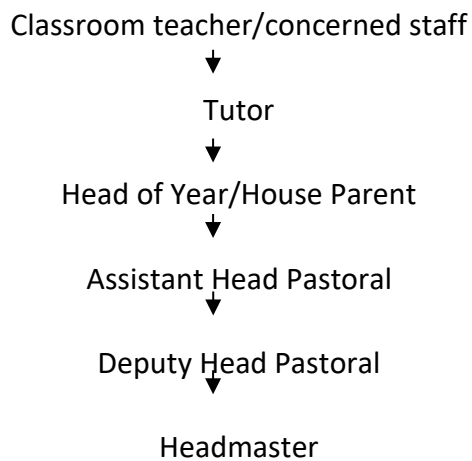 Classroom teacher/concerned staff
Tutor
Head of Year/House Parent
Assistant Head Pastoral
Deputy Head Pastoral
Headmaster